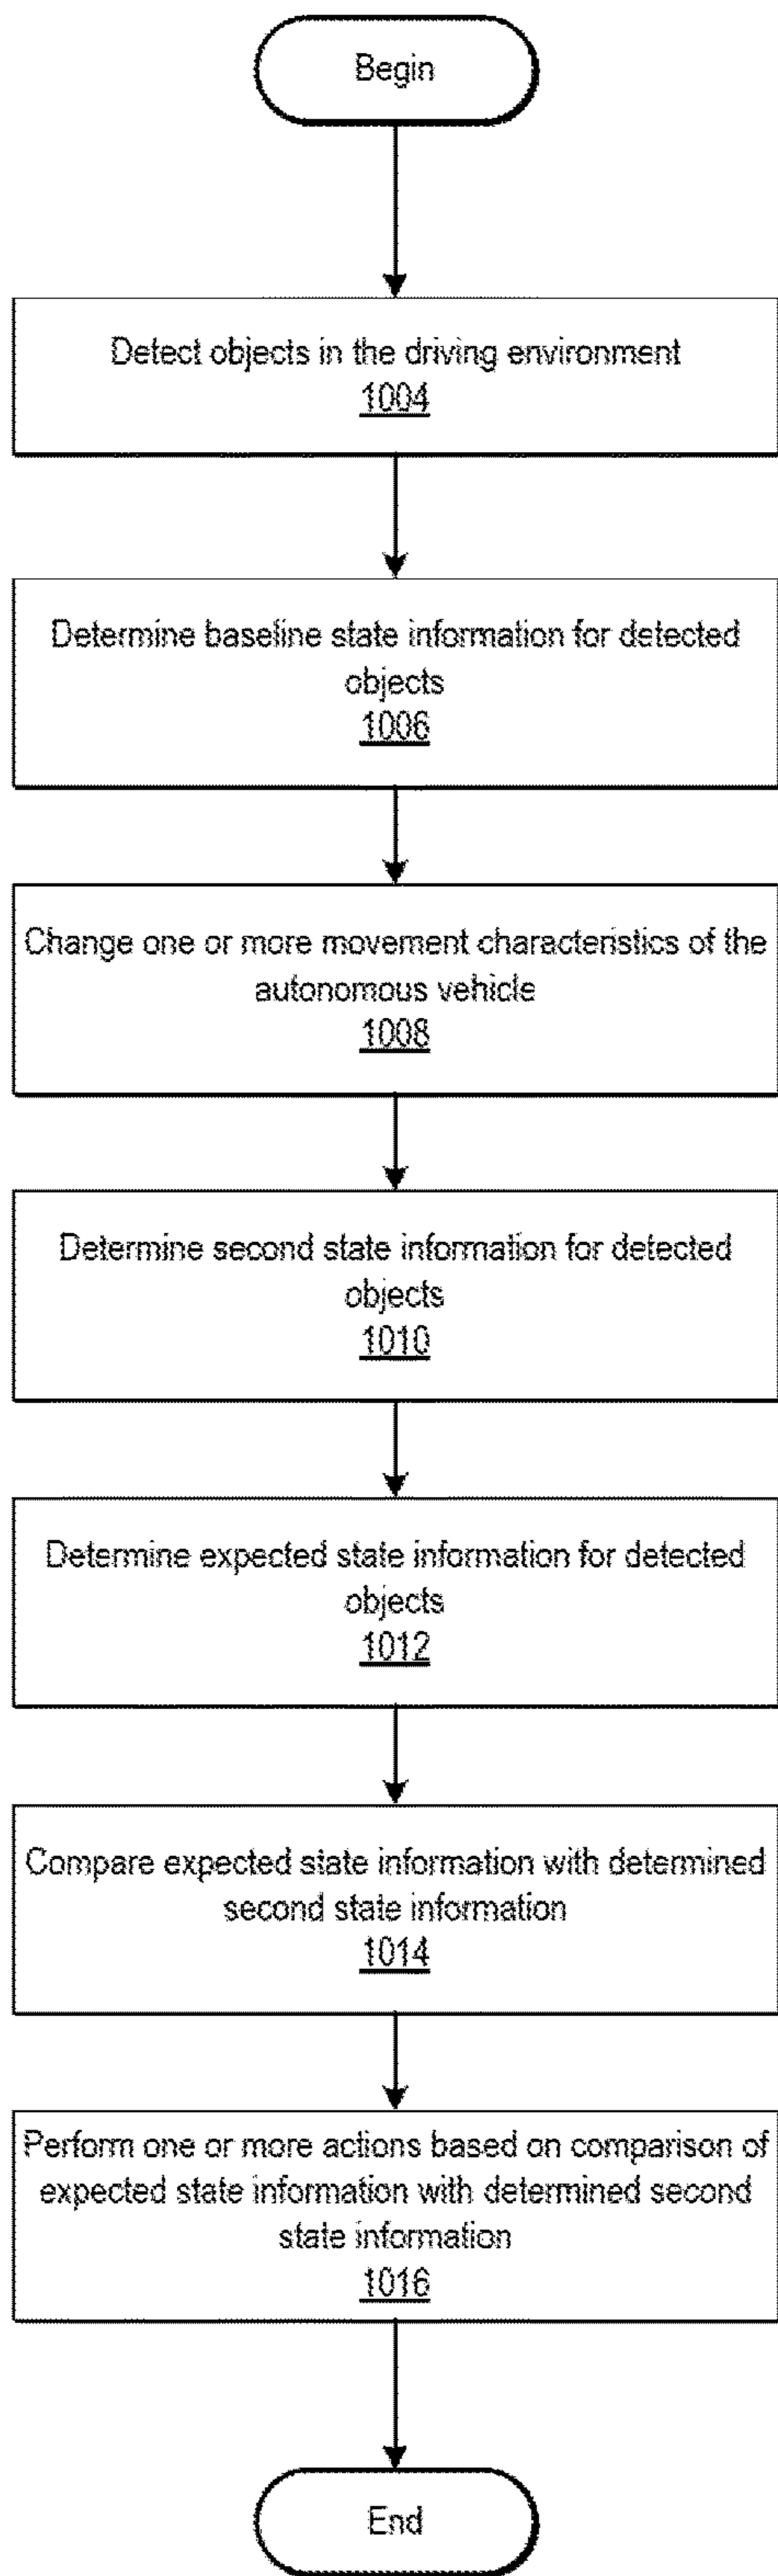 Begin
Detect objects in the driving environment
1004
Determine baseline state information for detected
objects
1006
Change one or more movement characteristics of the
autonomous vehicle
1008
Determine second state information for detected
objects
1010
Determine expected state information for detected
objects
1012
Compare expected state information with determined
second state information
1014
Perform one or more actions based on comparison of
expected state information with determined second
state information
1016
End